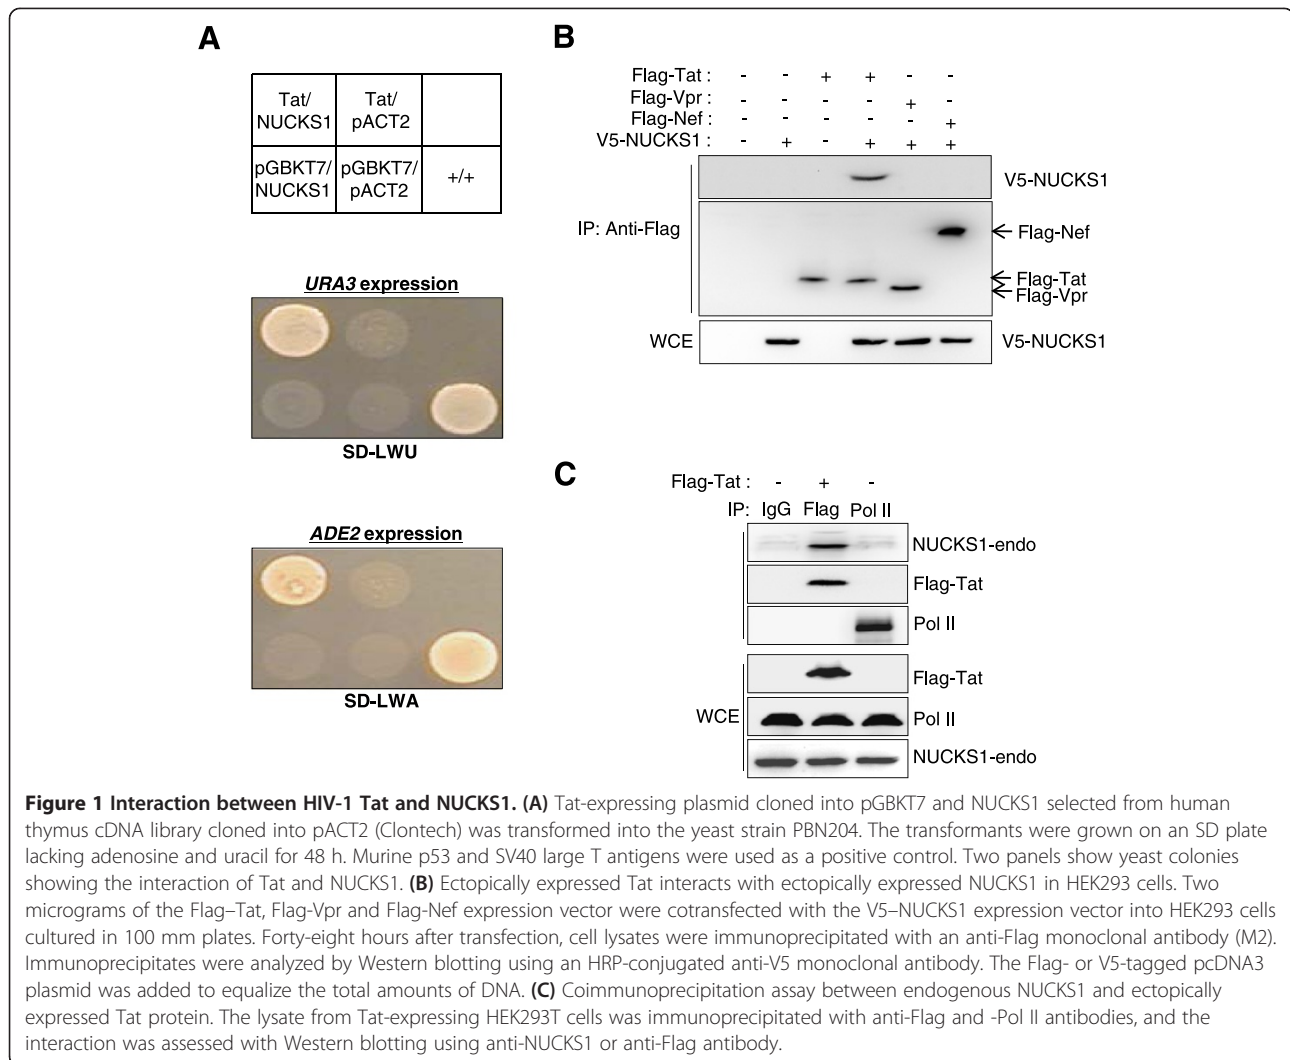 A
Tat/
NUCKS1
Tat/
pACT2
pGBKT7/
NUCKS1
pGBKT7/
pACT2
+/+
URA3 expression
SD-LWU
ADE2 expression
SD-LWA
B
Flag-Tat : - - + + - -
Flag-Vpr : - - - - + -
Flag-Nef : - - - - - +
V5-NUCKS1 : - + - + + +
V5-NUCKS1
IP: Anti-Flag
Flag-Nef
Flag-Tat
Flag-Vpr
WCE
V5-NUCKS1
C
Flag-Tat : - + -
IP: IgG Flag Pol II
NUCKS1-endo
Flag-Tat
Pol II
Flag-Tat
WCE
Pol II
NUCKS1-endo
Figure 1 Interaction between HIV-1 Tat and NUCKS1. (A) Tat-expressing plasmid cloned into pGBKT7 and NUCKS1 selected from human
thymus cDNA library cloned into pACT2 (Clontech) was transformed into the yeast strain PBN204. The transformants were grown on an SD plate
lacking adenosine and uracil for 48 h. Murine p53 and SV40 large T antigens were used as a positive control. Two panels show yeast colonies
showing the interaction of Tat and NUCKS1. (B) Ectopically expressed Tat interacts with ectopically expressed NUCKS1 in HEK293 cells. Two
micrograms of the Flag–Tat, Flag-Vpr and Flag-Nef expression vector were cotransfected with the V5–NUCKS1 expression vector into HEK293 cells
cultured in 100 mm plates. Forty-eight hours after transfection, cell lysates were immunoprecipitated with an anti-Flag monoclonal antibody (M2).
Immunoprecipitates were analyzed by Western blotting using an HRP-conjugated anti-V5 monoclonal antibody. The Flag- or V5-tagged pcDNA3
plasmid was added to equalize the total amounts of DNA. (C) Coimmunoprecipitation assay between endogenous NUCKS1 and ectopically
expressed Tat protein. The lysate from Tat-expressing HEK293T cells was immunoprecipitated with anti-Flag and -Pol II antibodies, and the
interaction was assessed with Western blotting using anti-NUCKS1 or anti-Flag antibody.